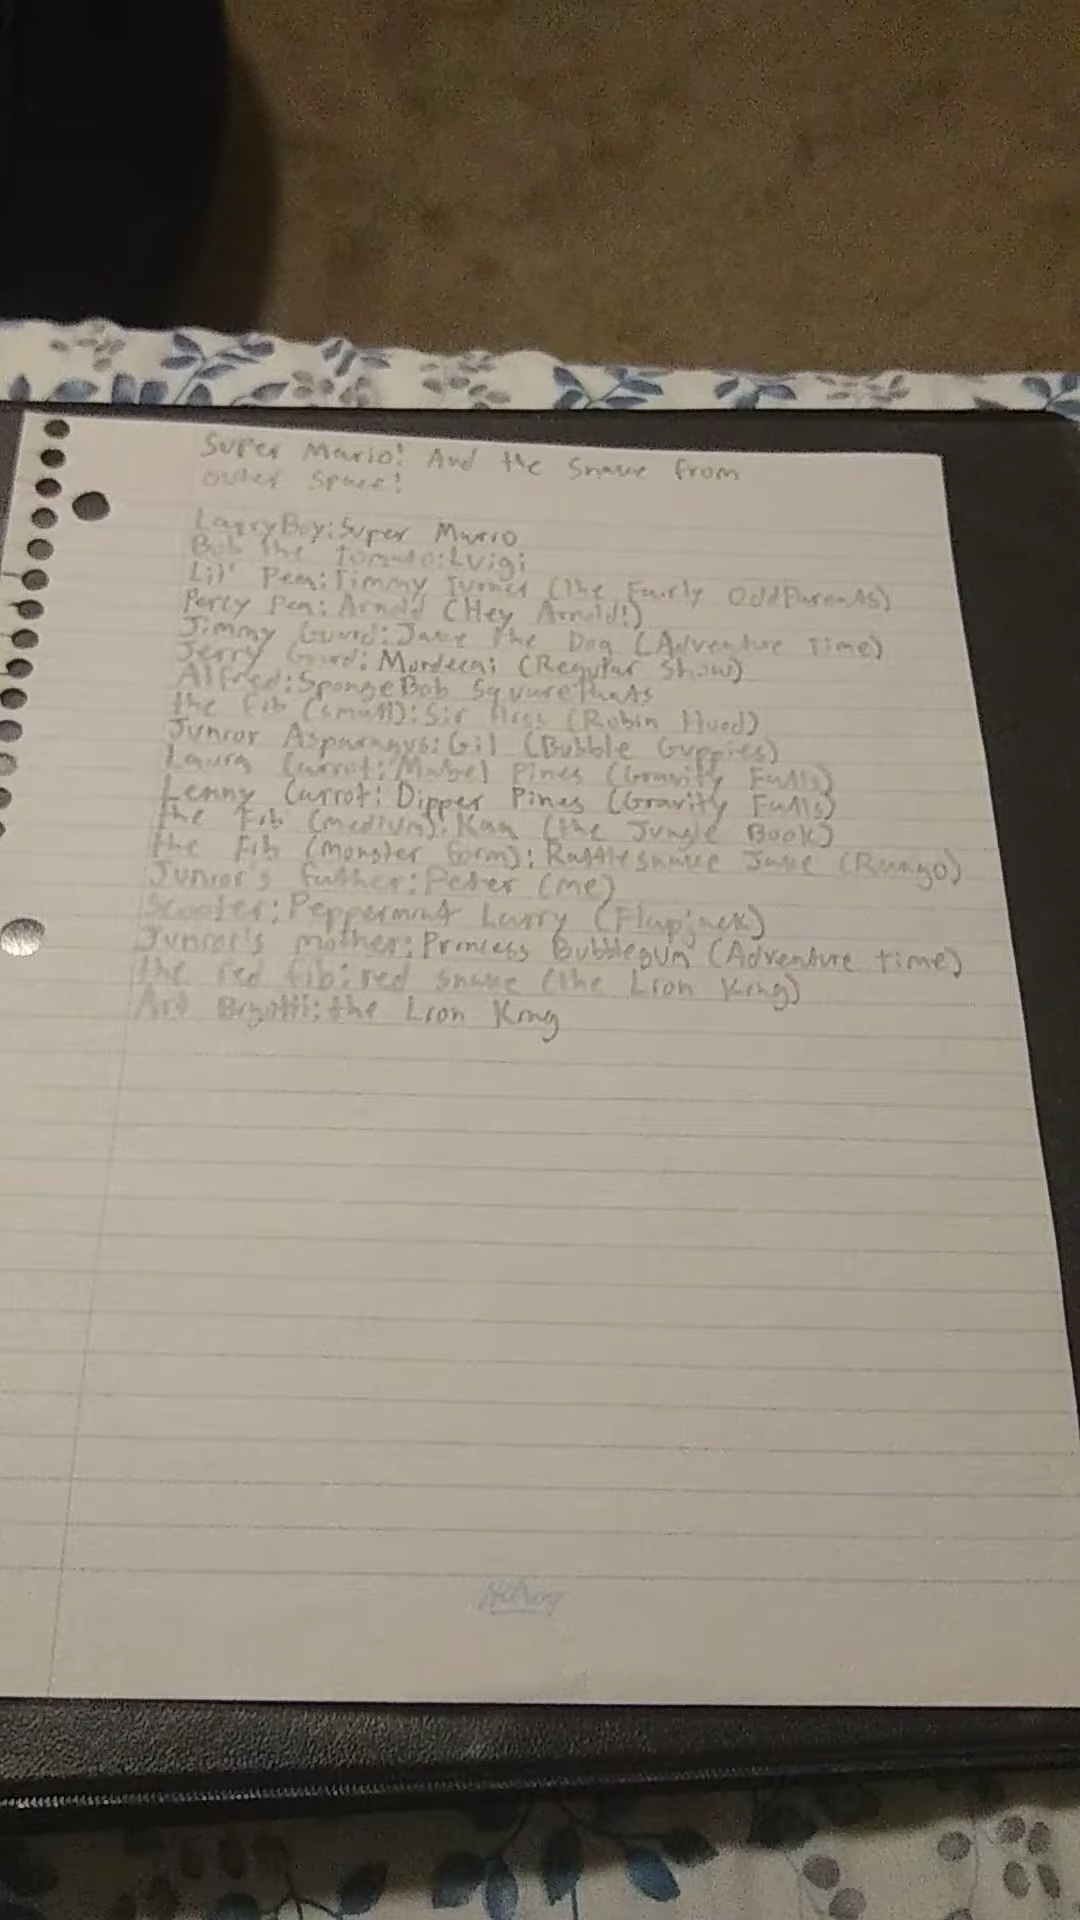 Super Mario! And the Snake from
outer space!
LarryBoy: Super Mario
Bob the Tomato: Luigi
Lil' Pea: Timmy Turner (the Fairly OddParents)
Percy Pea: Arnold (Hey Arnold!)
Jimmy Gourd: Jake the Dog (Adventure Time)
Jerry Gourd: Mordecai (Regular Show)
Alfred: SpongeBob SquarePants
the Fib (small): Sir Hiss (Robin Hood)
Junior Asparagus: Gil (Bubble Guppies)
Laura Carrot: Mabel Pines (Gravity Falls)
Lenny Carrot: Dipper Pines (Gravity Falls)
the Fib (medium): Kaa (the Jungle Book)
the Fib (monster form): Rattlesnake Jake (Rango)
Junior's father: Peter (me)
Scooter: Peppermint Larry (Flapjack)
Junior's mother: Princess Bubblegum (Adventure time)
the red fib: red snake (the Lion King)
Art Bigotti: the Lion King
Hilroy